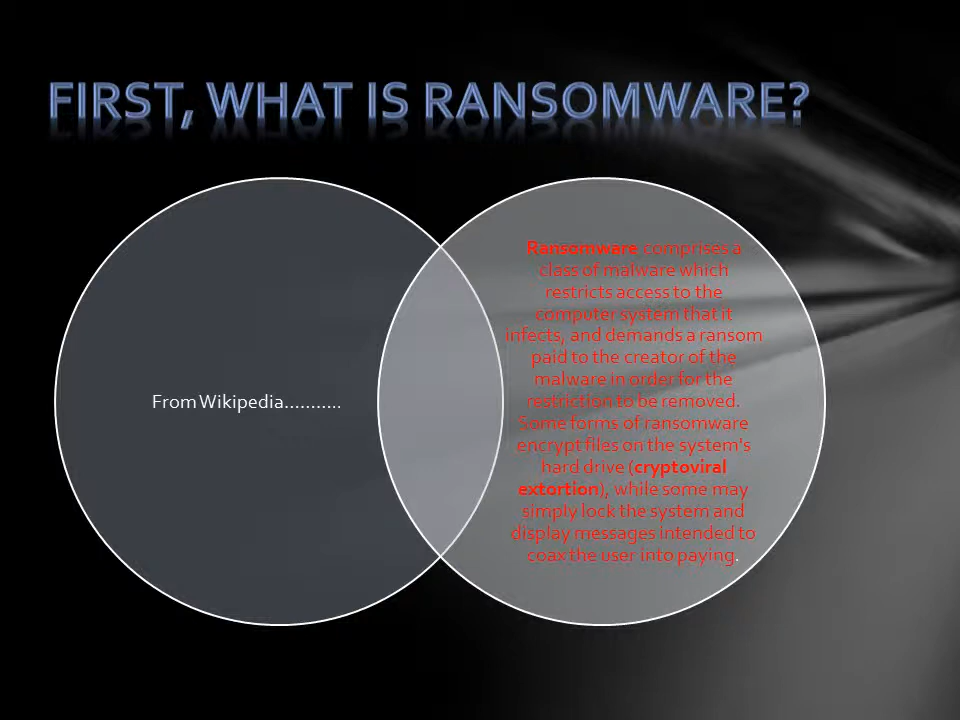 FIRST, WHAT IS RANSOMWARE?
From Wikipedia...........
Ransomware comprises a
class of malware which
restricts access to the
computer system that it
infects, and demands a ransom
paid to the creator of the
malware in order for the
restriction to be removed.
Some forms of ransomware
encrypt files on the system's
hard drive (cryptoviral
extortion), while some may
simply lock the system and
display messages intended to
coax the user into paying.